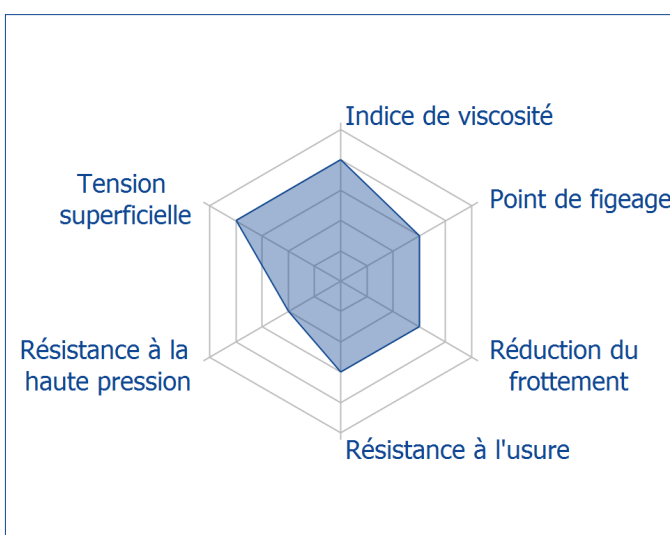 Indice de viscosité
Tension
superficielle
Point de figeage
Résistance à la
haute pression
Réduction du
frottement
Résistance à l'usure